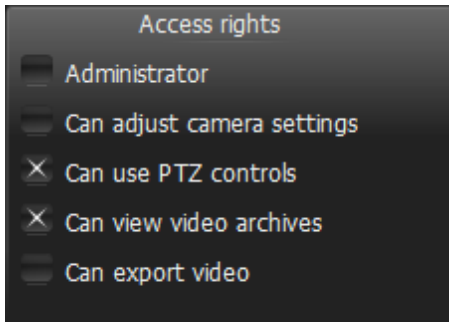 Access rights
Administrator
Can adjust camera settings
Can use PTZ controls
Can view video archives
Can export video